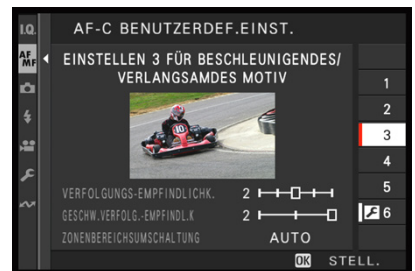 I.Q.
AF-C BENUTZERDEF.EINST.
AF
MF
EINSTELLEN 3 FÜR BESCHLEUNIGENDES/
VERLANGSAMDES MOTIV
10
1
2
3
4
5
6
VERFOLGUNGS-EMPFINDLICHK. 2
GESCHW.VERFOLG.-EMPFINDL.K 2
ZONENBEREICHSUMSCHALTUNG AUTO
OK STELL.